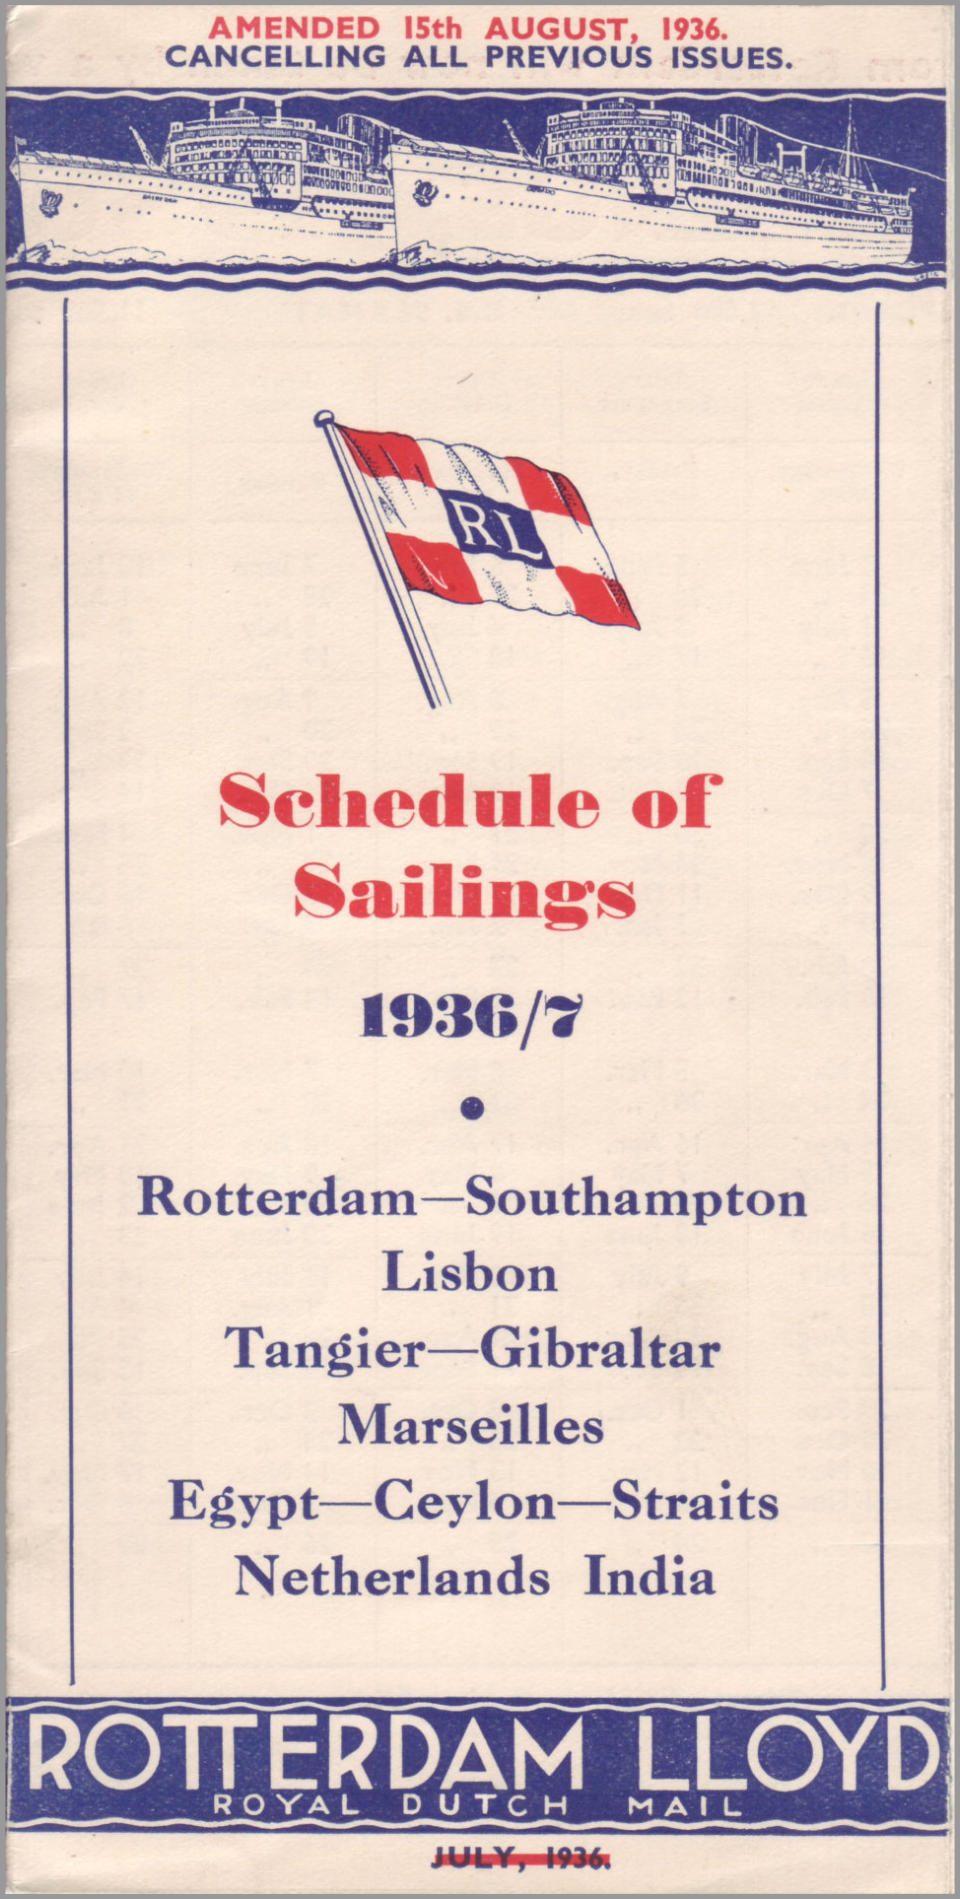 AMENDED 15th AUGUST, 1936.
CANCELLING ALL PREVIOUS ISSUES.
RL
Schedule of
Sailings
1936/7
Rotterdam—Southampton
Lisbon
Tangier—Gibraltar
Marseilles
Egypt—Ceylon—Straits
Netherlands India
ROTTERDAM LLOYD
ROYAL DUTCH MAIL
JULY, 1936.